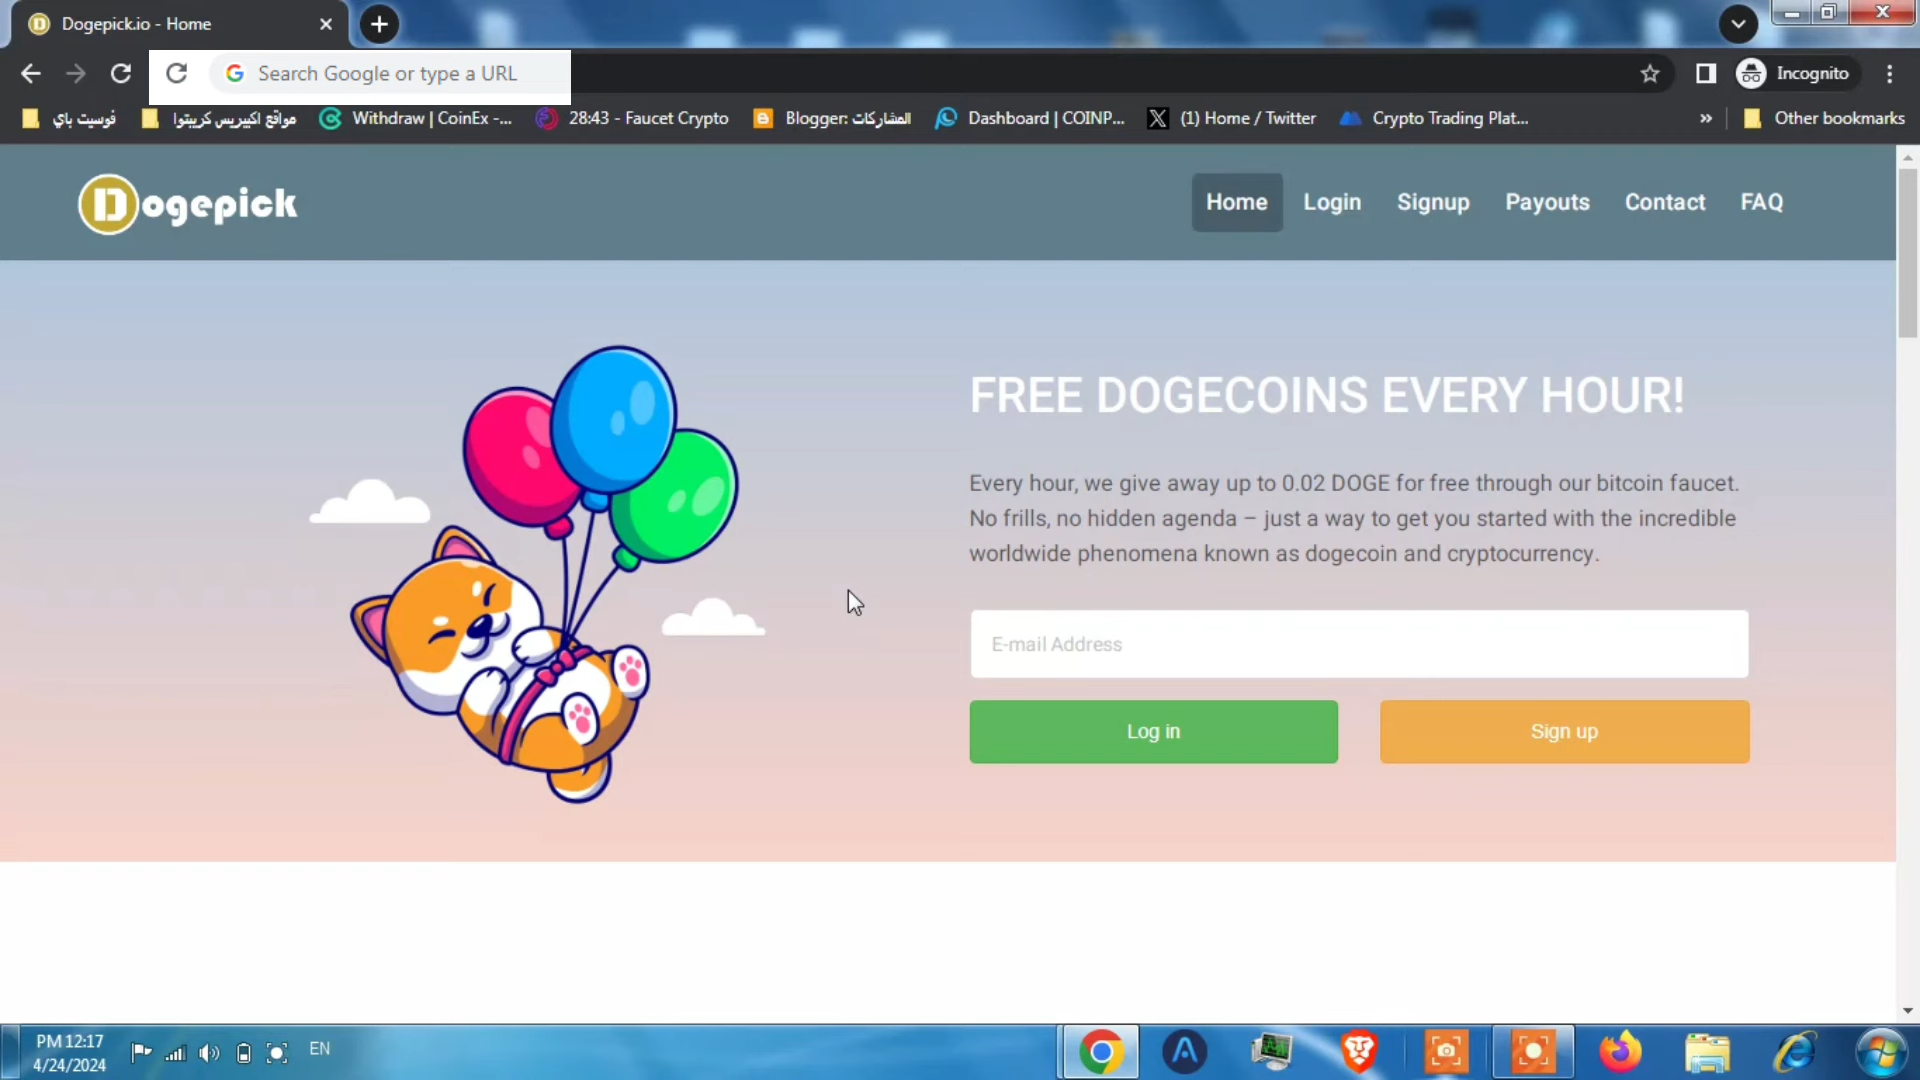 Dogepick.io - Home
Search Google or type a URL
Incognito
فوسيت باي
مواقع اكبيريس كريبتوا
Withdraw | CoinEx -...
28:43 - Faucet Crypto
Blogger: المشاركات
Dashboard | COINP...
(1) Home / Twitter
Crypto Trading Plat...
»
Other bookmarks
Dogepick
Home
Login
Signup
Payouts
Contact
FAQ
FREE DOGECOINS EVERY HOUR!
Every hour, we give away up to 0.02 DOGE for free through our bitcoin faucet.
No frills, no hidden agenda – just a way to get you started with the incredible
worldwide phenomena known as dogecoin and cryptocurrency.
E-mail Address
Log in
Sign up
PM 12:17
4/24/2024
EN